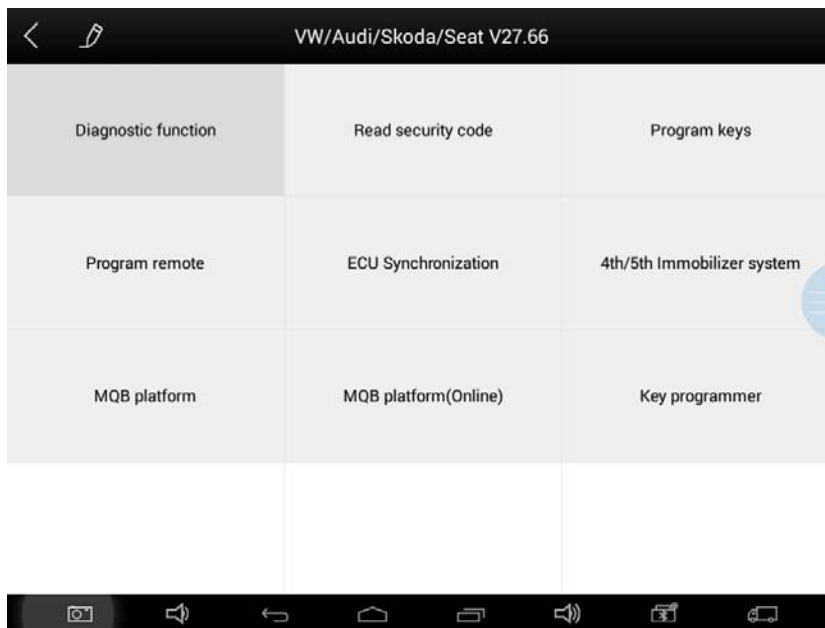 VW/Audi/Skoda/Seat V27.66
Diagnostic function
Read security code
Program keys
Program remote
ECU Synchronization
4th/5th Immobilizer system
MQB platform
MQB platform(Online)
Key programmer